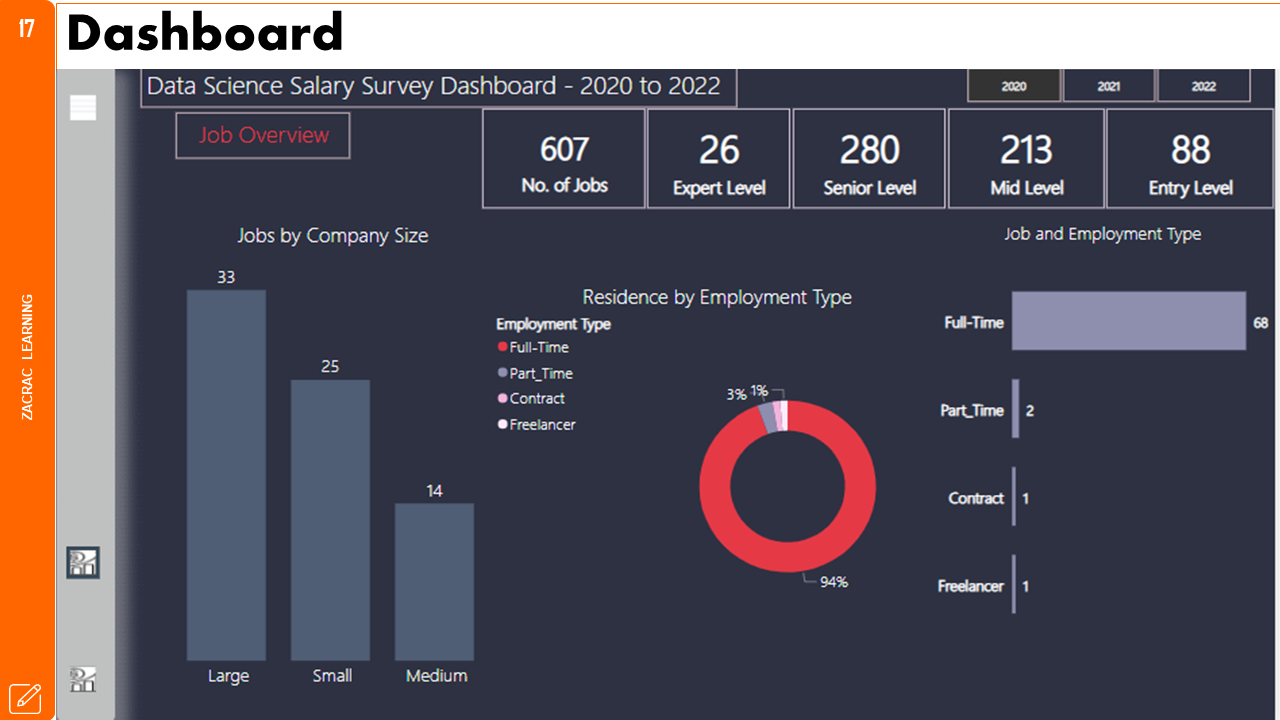 17
Dashboard
ZACRAC LEARNING
Data Science Salary Survey Dashboard - 2020 to 2022
2020
2021
2022
Job Overview
607
No. of Jobs
26
Expert Level
280
Senior Level
213
Mid Level
88
Entry Level
Jobs by Company Size
33
25
14
Large
Small
Medium
Residence by Employment Type
Employment Type
Full-Time
Part_Time
Contract
Freelancer
3%
1%
94%
Job and Employment Type
Full-Time
68
Part_Time
2
Contract
1
Freelancer
1